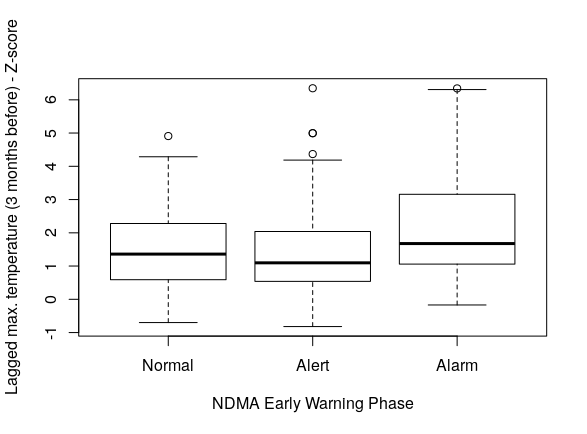 Lagged max. temperature (3 months before) - Z-score
6
5
4
3
2
1
0
-1
Normal Alert Alarm
NDMA Early Warning Phase